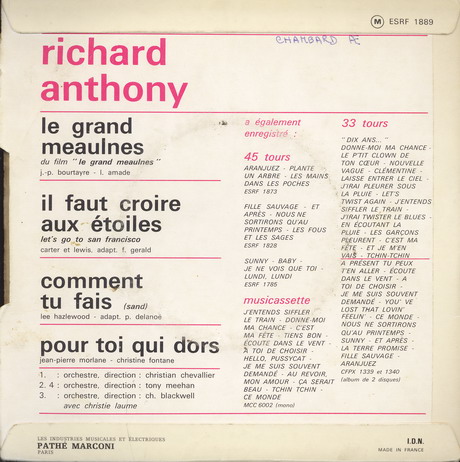 M ESRF 1889
CHAMBARD
richard
anthony
le grand
meaulnes
du film "le grand meaulnes"
j.-p. bourtayre - l. amade
il faut croire
aux étoiles
let's go to san francisco
carter et lewis, adapt. f. gerald
comment
tu fais (sand)
lee hazlewood - adapt. p. delanoë
pour toi qui dors
jean-pierre morlane - christine fontane
1. : orchestre, direction : christian chevallier
2. 4 : orchestre, direction : tony meehan
3. : orchestre, direction : ch. blackwell
avec christie laume
a également
enregistré :
45 tours
ARANJUEZ - PLANTE
UN ARBRE - LES MAINS
DANS LES POCHES
ESRF 1873
FILLE SAUVAGE - ET
APRÈS - NOUS NE
SORTIRONS QU'AU
PRINTEMPS - LES FOUS
ET LES SAGES
ESRF 1828
SUNNY - BABY -
JE NE VOIS QUE TOI -
LUNDI, LUNDI
ESRF 1785
musicassette
J'ENTENDS SIFFLER
LE TRAIN - DONNE-MOI
MA CHANCE - C'EST
MA FÊTE - TIENS BON -
ÉCOUTE DANS LE VENT -
A TOI DE CHOISIR -
HELLO, PUSSYCAT -
JE ME SUIS SOUVENT
DEMANDÉ - AU REVOIR,
MON AMOUR - ÇA SERAIT
BEAU - TCHIN TCHIN -
CE MONDE
MCC 6002 (mono)
33 tours
"DIX ANS..."
DONNE-MOI MA CHANCE -
LE P'TIT CLOWN DE
TON CŒUR - NOUVELLE
VAGUE - CLÉMENTINE -
LAISSE ENTRER LE CIEL -
J'IRAI PLEURER SOUS
LA PLUIE - LET'S
TWIST AGAIN - J'ENTENDS
SIFFLER LE TRAIN -
J'IRAI TWISTER LE BLUES -
EN ÉCOUTANT LA
PLUIE - LES GARÇONS
PLEURENT - C'EST MA
FÊTE - ET JE M'EN
VAIS - TCHIN-TCHIN
A PRÉSENT TU PEUX
T'EN ALLER - ÉCOUTE
DANS LE VENT - A
TOI DE CHOISIR -
JE ME SUIS SOUVENT
DEMANDÉ - YOU' VE
LOST THAT LOVIN'
FEELIN' - CE MONDE -
NOUS NE SORTIRONS
QU'AU PRINTEMPS -
SUNNY - ET APRÈS -
LA TERRE PROMISE -
FILLE SAUVAGE -
ARANJUEZ
CFPX 1339 et 1340
(album de 2 disques)
LES INDUSTRIES MUSICALES ET ÉLECTRIQUES
PATHÉ MARCONI
PARIS
I.D.N.
MADE IN FRANCE